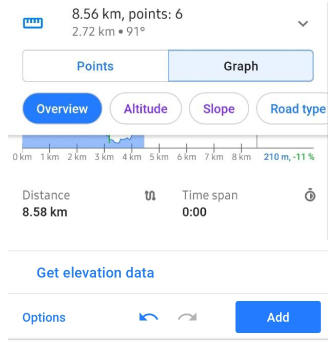 8.56 km, points: 6
2.72 km • 91°
Points Graph
Overview Altitude Slope Road type
0 km 1 km 2 km 3 km 4 km 5 km 6 km 7 km 8 km 210 m, -11 %
Distance Time span
8.58 km 0:00
Get elevation data
Options Add